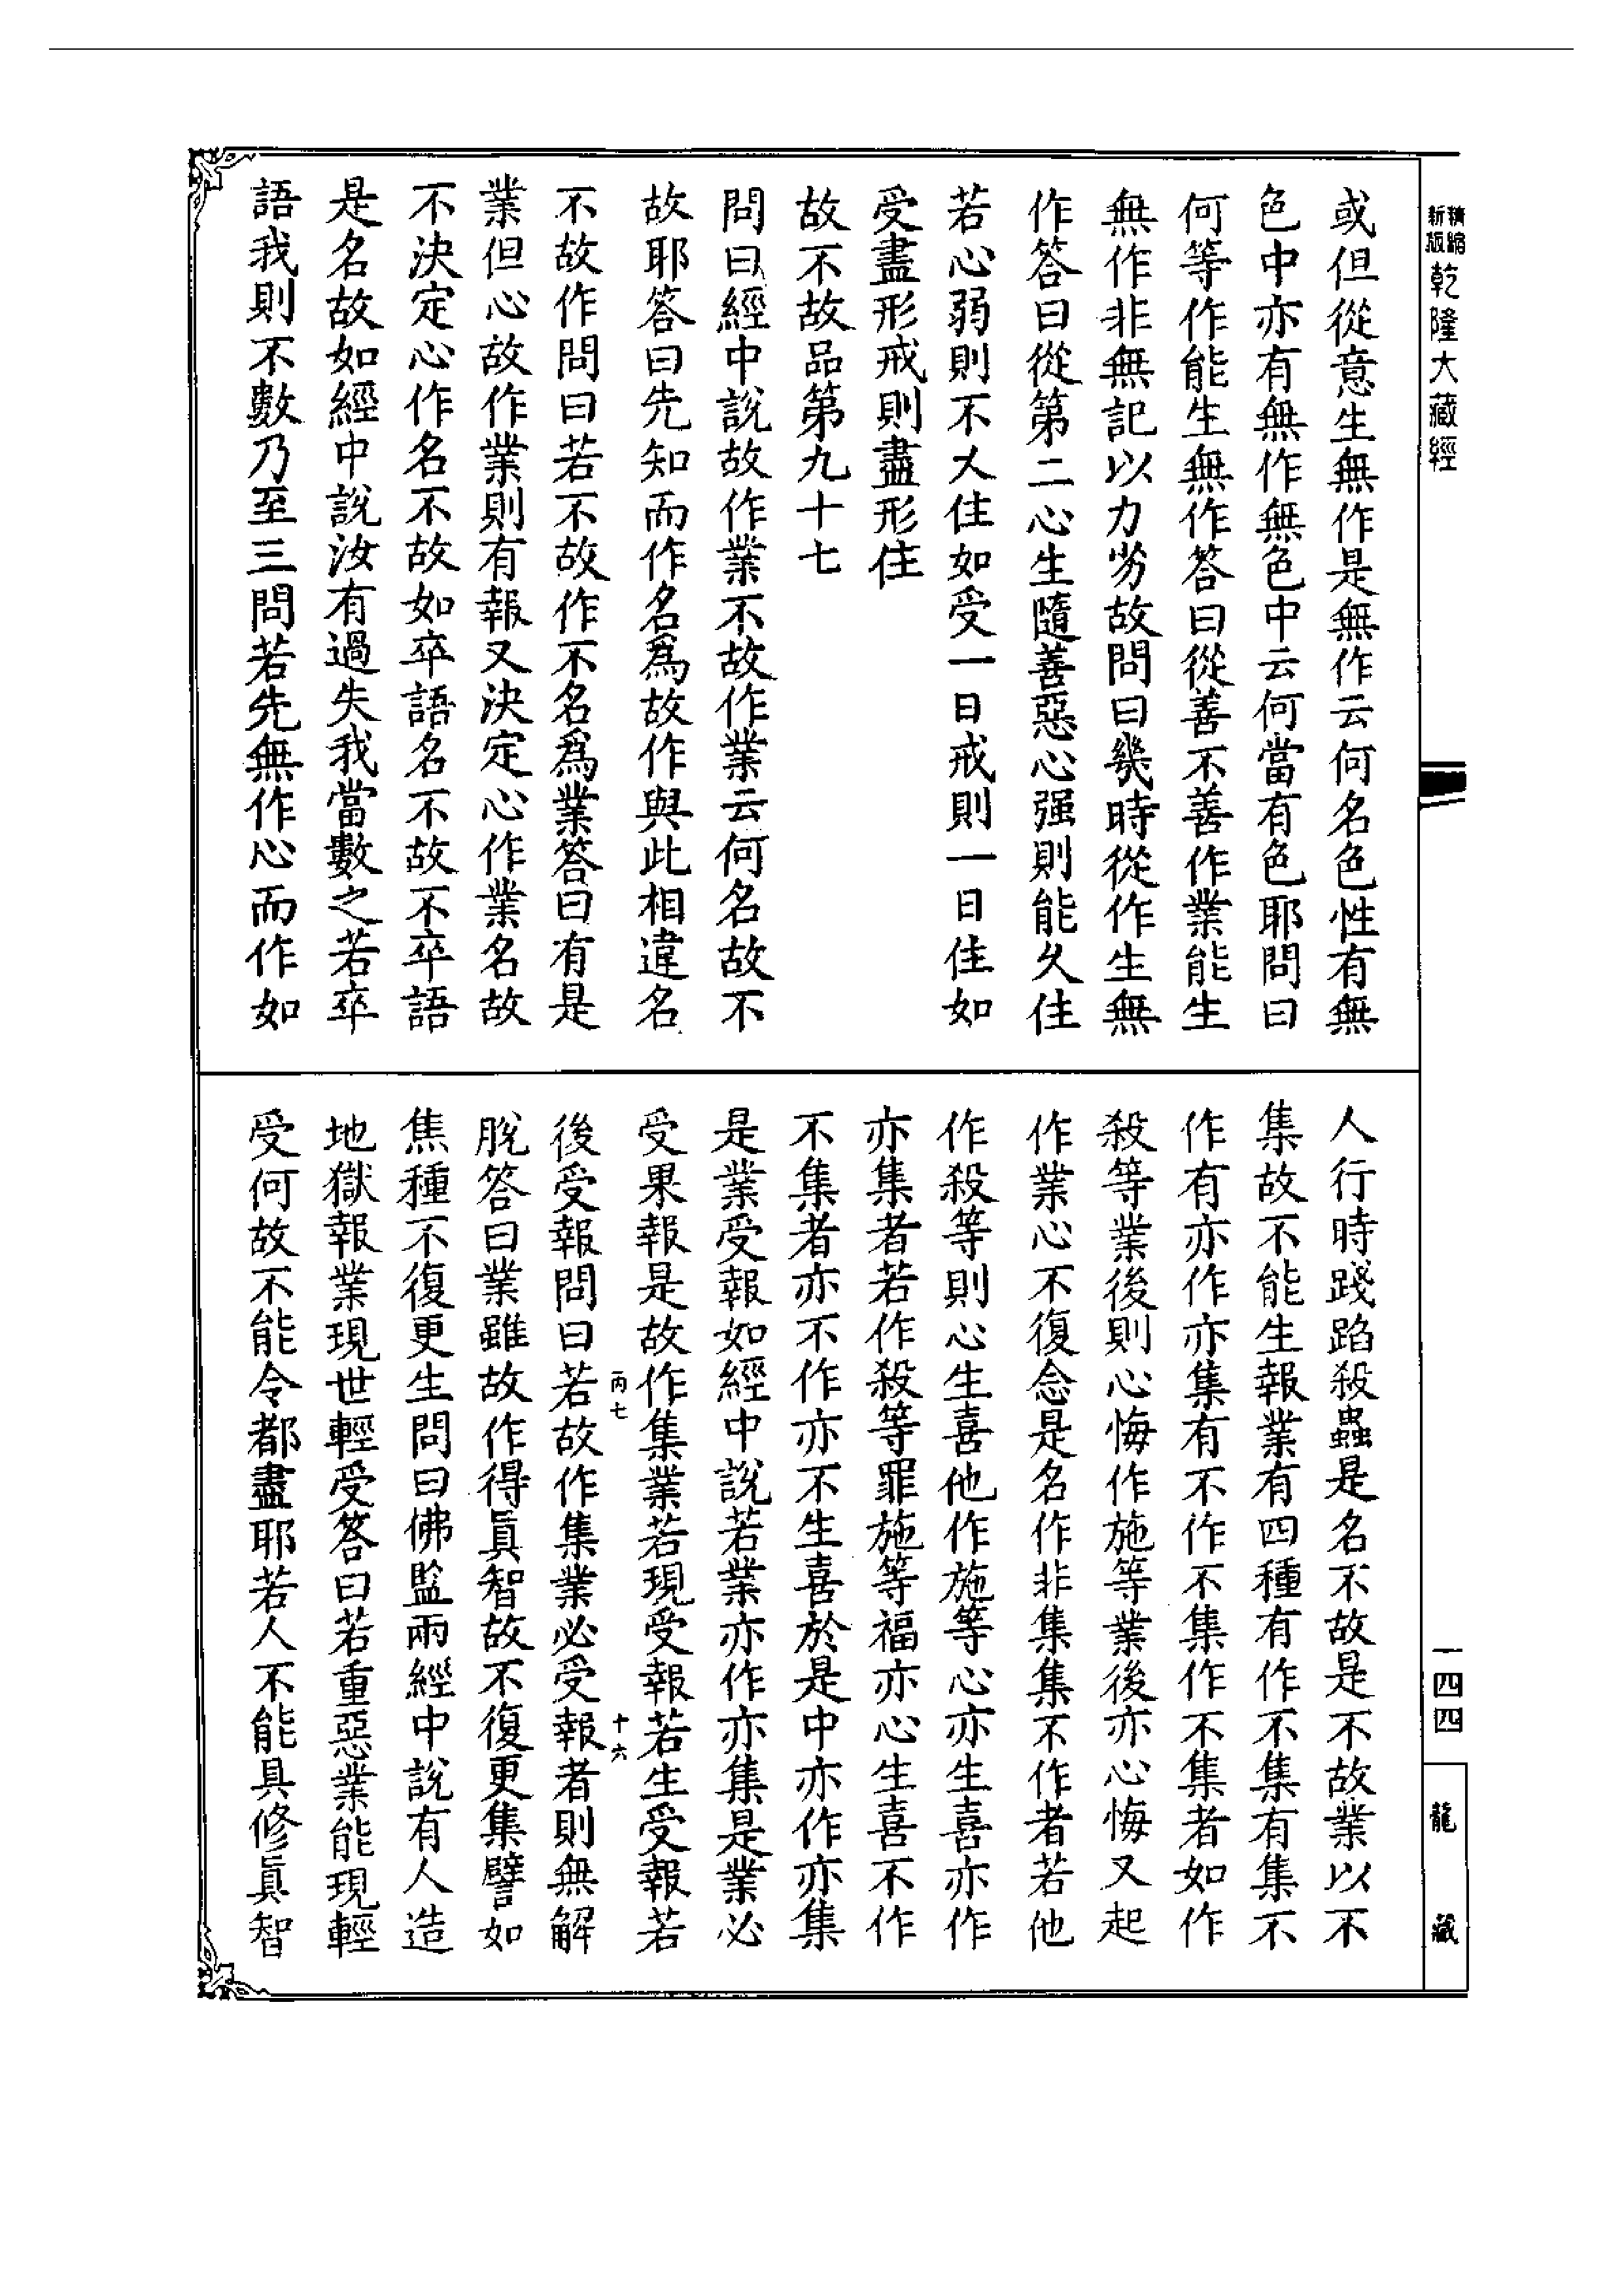 精縮新版乾隆大藏經
或但從意生無作是無作云何名色性有無
色中亦有無作無色中云何當有色耶問曰
何等作能生無作答曰從善不善作業能生
無作非無記以力劣故問曰幾時從作生無
作答曰從第二心生隨善惡心强則能久住
若心弱則不久住如受一日戒則一日住如
受盡形戒則盡形住
故不故品第九十七
問曰經中說故作業不故作業云何名故不
故耶答曰先知而作名爲故作與此相違名
不故作問曰若不故作不名爲業答曰有是
業但心故作業則有報又決定心作業名故
不決定心作名不故如卒語名不故不卒語
是名故如經中說汝有過失我當數之若卒
語我則不數乃至三問若先無作心而作如
人行時踐蹈殺蟲是名不故是不故業以不
集故不能生報業有四種有作不集有集不
作有亦作亦集有不作不集作不集者如作
殺等業後則心悔作施等業後亦心悔又起
作業心不復念是名作非集集不作者若他
作殺等則心生喜他作施等心亦生喜亦作
亦集者若作殺等罪施等福亦心生喜不作
不集者亦不作亦不生喜於是中亦作亦集
是業受報如經中說若業亦作亦集是業必
受果報是故作集業若現受報若生受報若
丙七 十六
後受報問曰若故作集業必受報者則無解
脫答曰業雖故作得眞智故不復更集譬如
焦種不復更生問曰佛監兩經中說有人造
地獄報業現世輕受答曰若重惡業能現輕
受何故不能令都盡耶若人不能具修眞智
一四四
龍藏